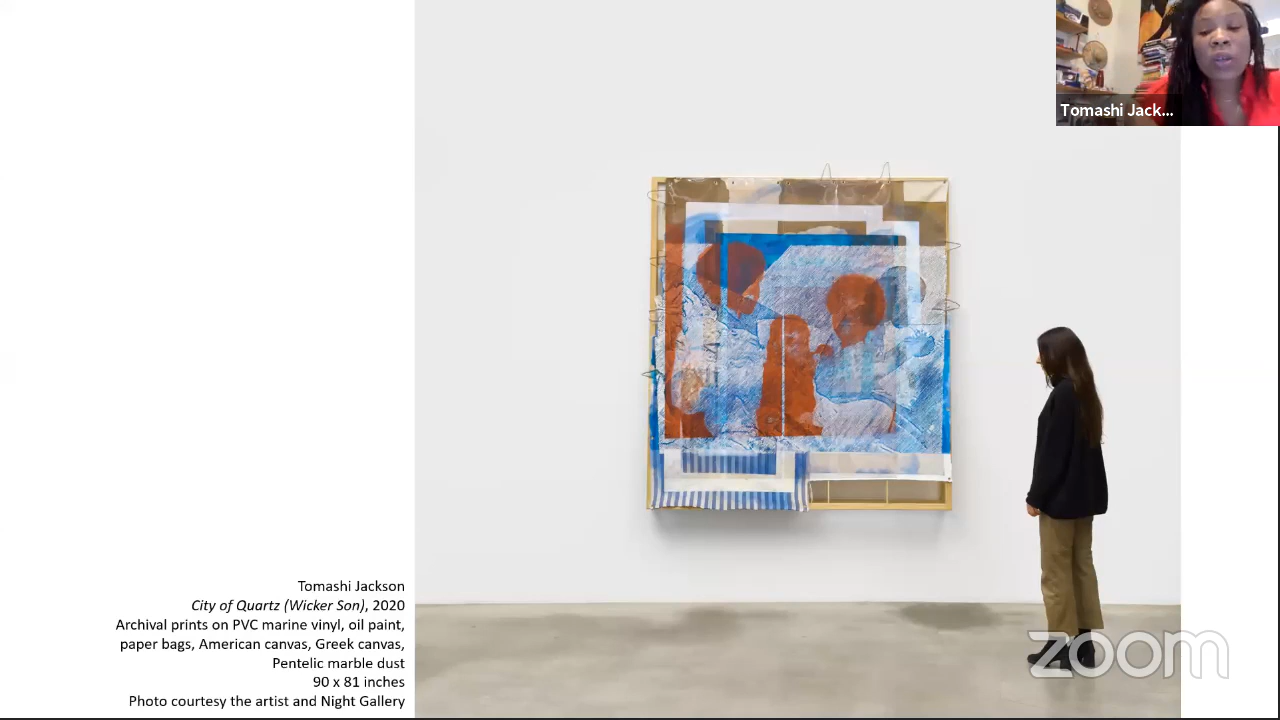 Tomashi Jack...
Tomashi Jackson
City of Quartz (Wicker Son), 2020
Archival prints on PVC marine vinyl, oil paint,
paper bags, American canvas, Greek canvas,
Pentelic marble dust
90 x 81 inches
Photo courtesy the artist and Night Gallery
zoom